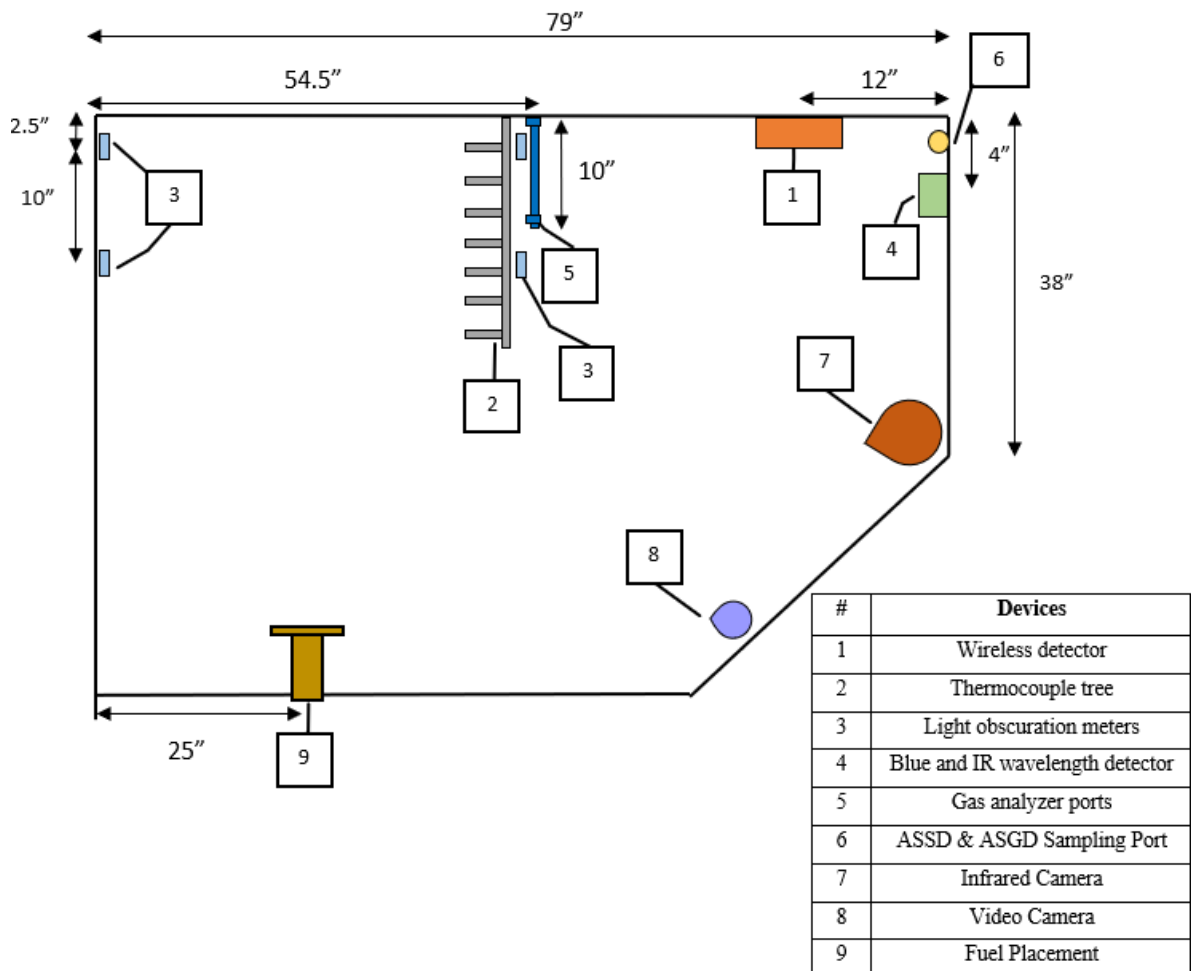 79”
6
54.5”
12”
2.5”
4”
10”
3
10”
1
5
4
38”
7
3
2
8
25”
9
# Devices
1 Wireless detector
2 Thermocouple tree
3 Light obscuration meters
4 Blue and IR wavelength detector
5 Gas analyzer ports
6 ASSD & ASGD Sampling Port
7 Infrared Camera
8 Video Camera
9 Fuel Placement